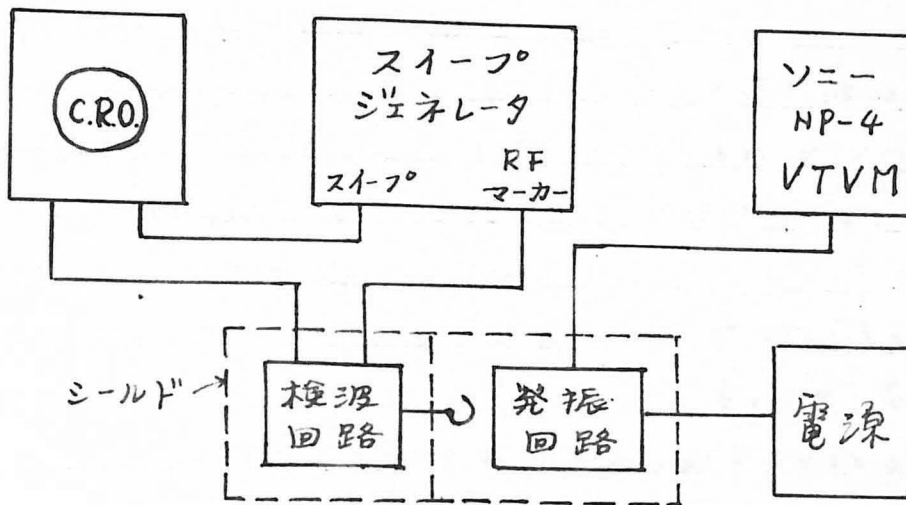 C.R.O.
スイープ
ジェネレータ
スイープ
RF
マーカー
ソニー
NP-4
VTVM
シールド
検波
回路
発振
回路
電源